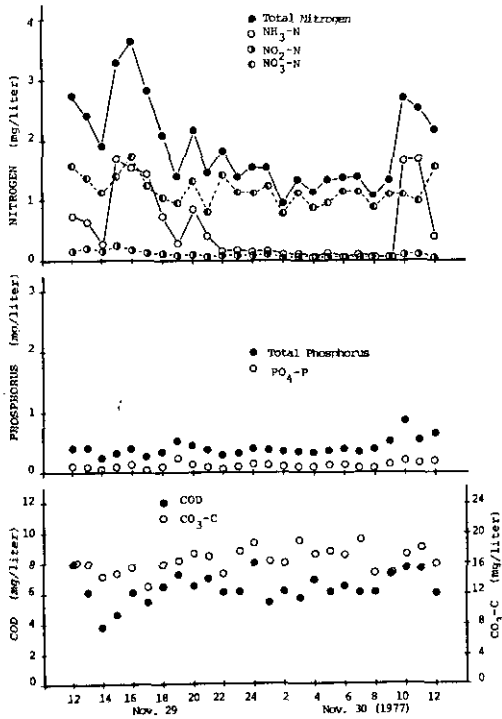 ● Total Nitrogen
○ NH3-N
◑ NO2-N
◑ NO3-N
NITROGEN (mg/liter)
4
3
2
1
0
PHOSPHORUS (mg/liter)
3
2
1
0
● Total Phosphorus
○ PO4-P
COD (mg/liter)
12
10
8
6
4
2
0
● COD
○ CO3-C
24
20
16
12
8
4
0
CO3-C (mg/liter)
12 14 16 18 20 22 24 2 4 6 8 10 12
Nov. 29 Nov. 30 (1977)